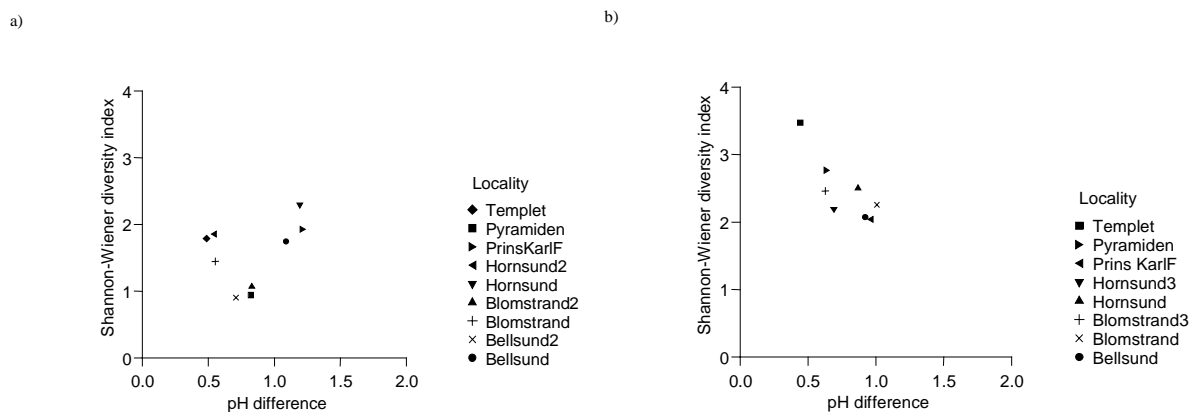 a)
Shannon-Wiener diversity index
4
3
2
1
0
0.0 0.5 1.0 1.5 2.0
pH difference
Locality
Templet
Pyramiden
PrinsKarlF
Hornsund2
Hornsund
Blomstrand2
Blomstrand
Bellsund2
Bellsund
b)
Shannon-Wiener diversity index
4
3
2
1
0
0.0 0.5 1.0 1.5 2.0
pH difference
Locality
Templet
Pyramiden
Prins KarlF
Hornsund3
Hornsund
Blomstrand3
Blomstrand
Bellsund